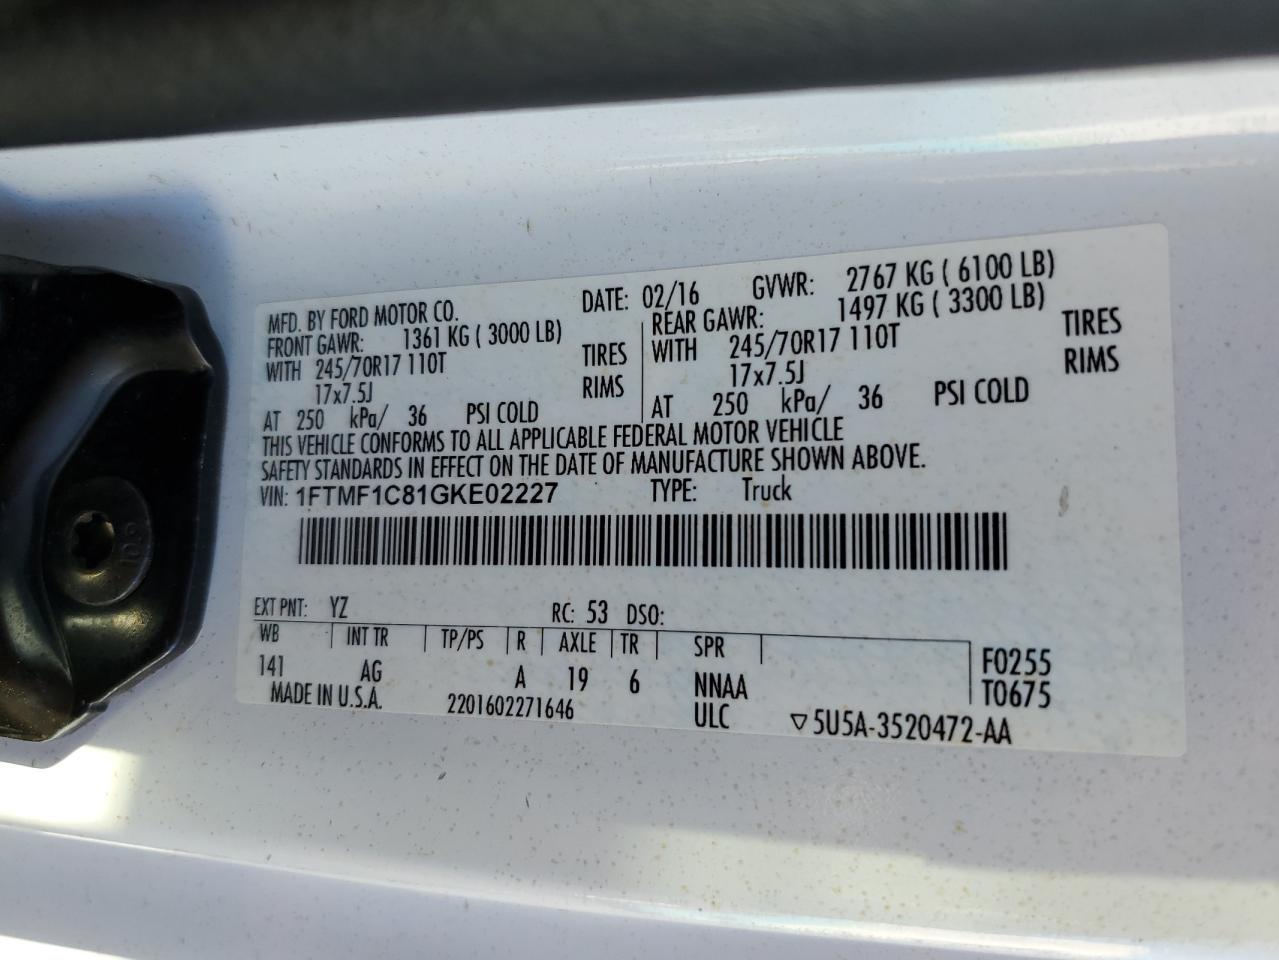 MFD. BY FORD MOTOR CO. DATE: 02/16 GVWR: 2767 KG ( 6100 LB)
FRONT GAWR: 1361 KG ( 3000 LB) REAR GAWR: 1497 KG ( 3300 LB)
WITH 245/70R17 110T TIRES WITH 245/70R17 110T TIRES
17x7.5J RIMS 17x7.5J RIMS
AT 250 kPa/ 36 PSI COLD AT 250 kPa/ 36 PSI COLD
THIS VEHICLE CONFORMS TO ALL APPLICABLE FEDERAL MOTOR VEHICLE
SAFETY STANDARDS IN EFFECT ON THE DATE OF MANUFACTURE SHOWN ABOVE.
VIN: 1FTMF1C81GKE02227 TYPE: Truck
EXT PNT: YZ RC: 53 DSO:
WB INT TR TP/PS R AXLE TR SPR F0255
141 AG A 19 6 NNAA T0675
MADE IN U.S.A. 2201602271646 ULC ▽5U5A-3520472-AA